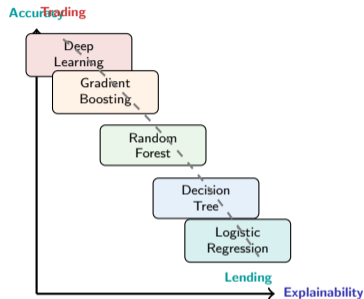 Accuracy
Trading
Deep
Learning
Gradient
Boosting
Random
Forest
Decision
Tree
Logistic
Regression
Lending
Explainability